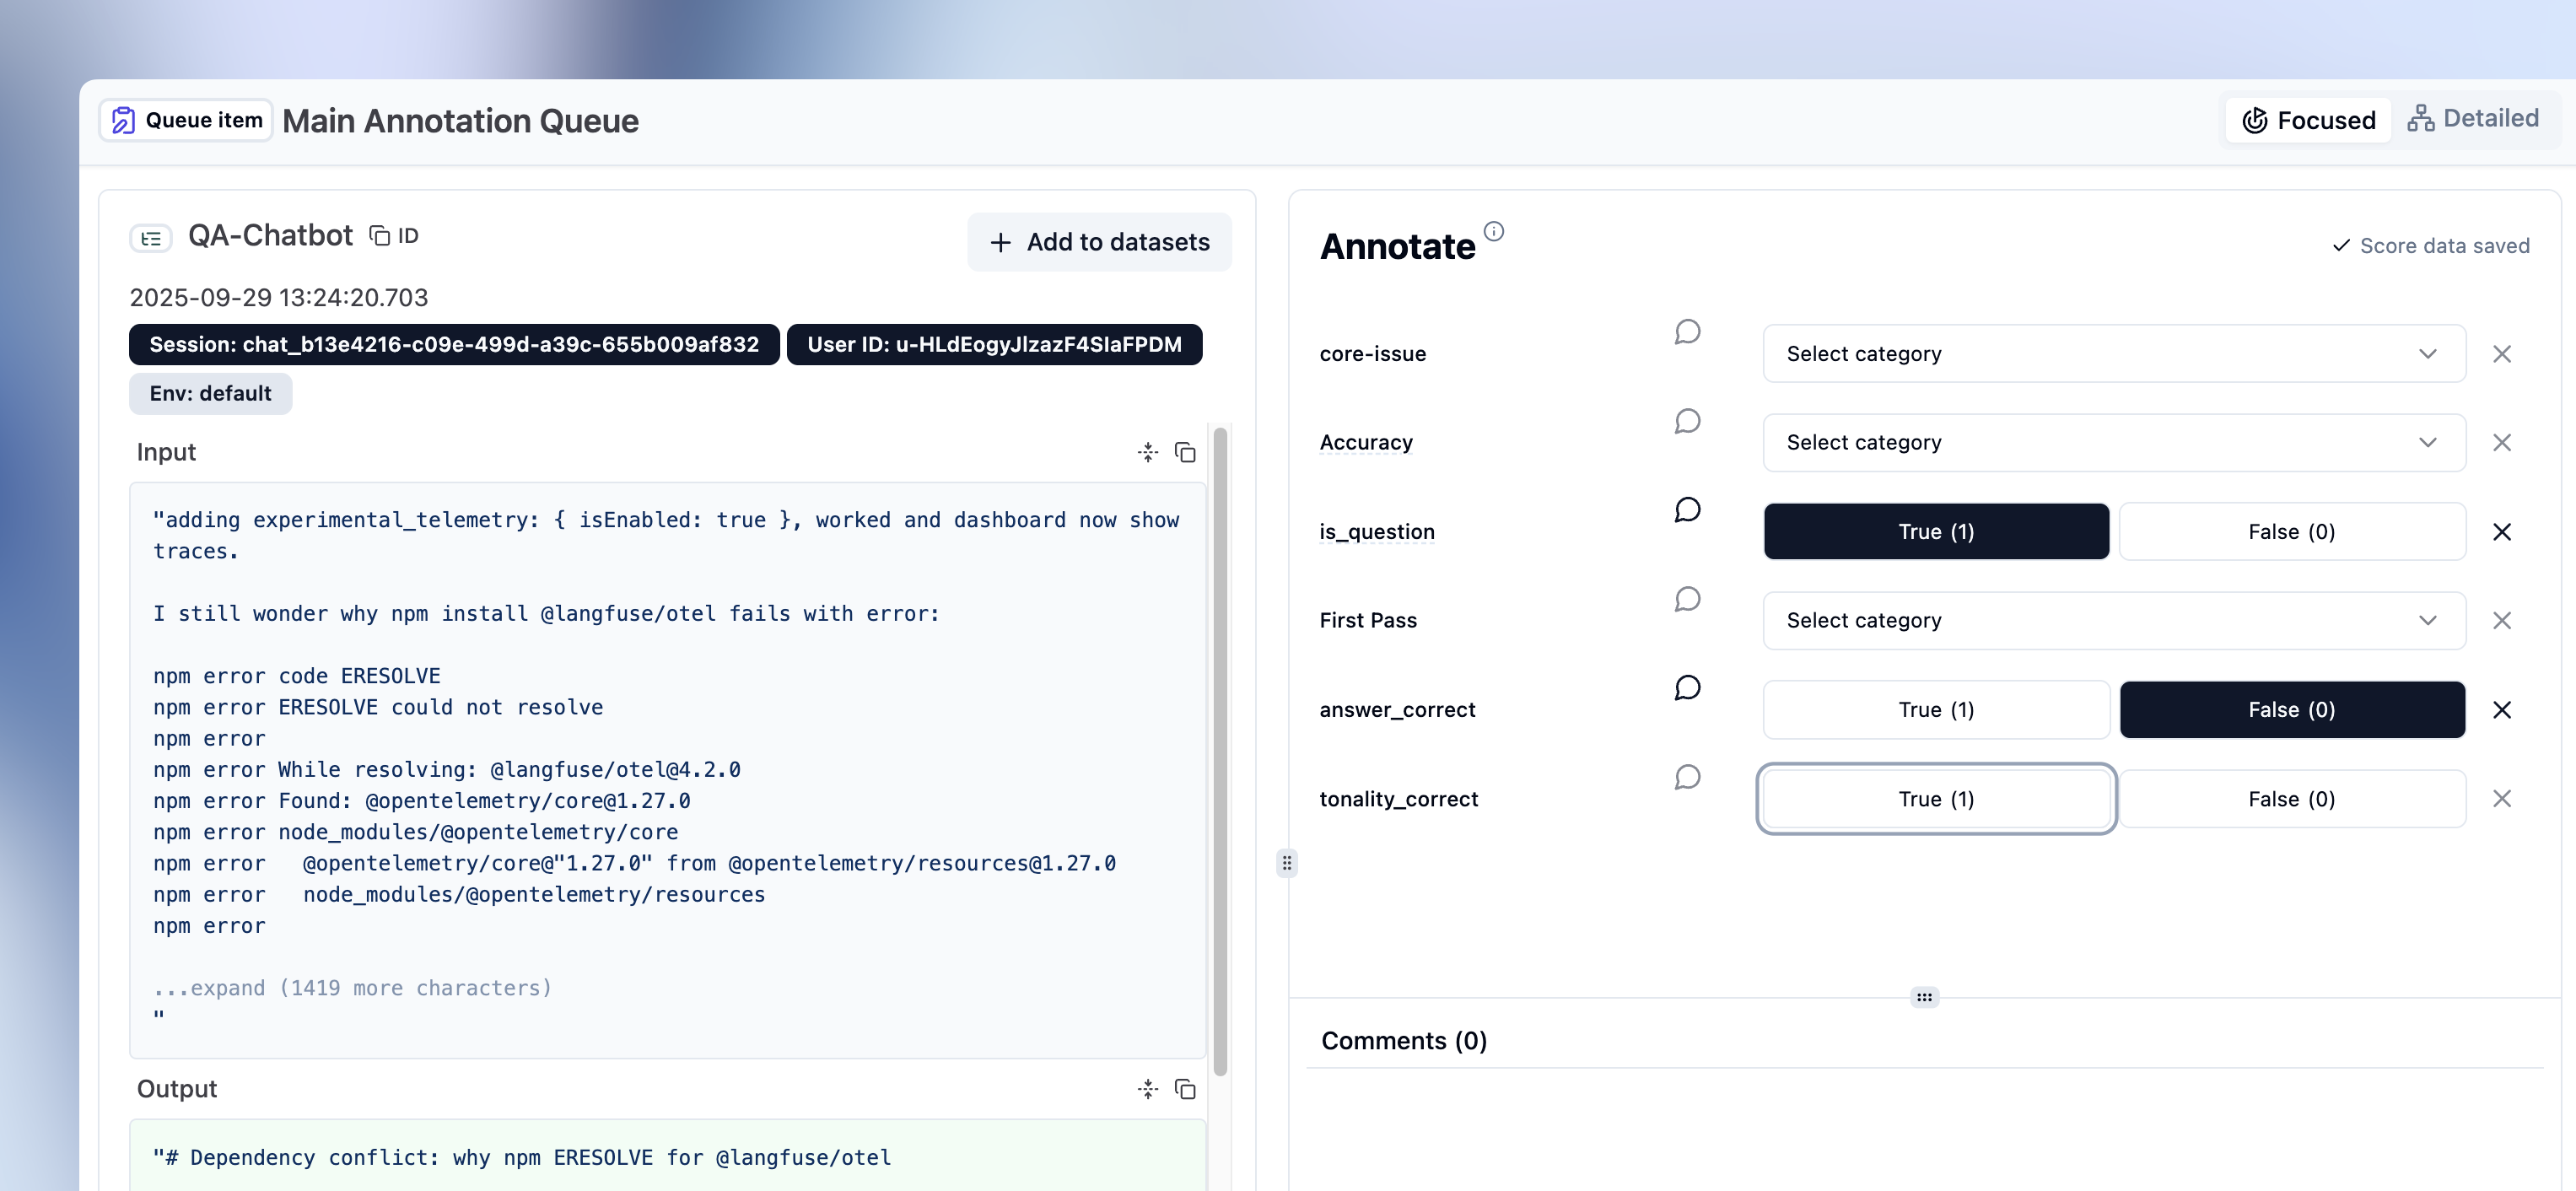 Queue item Main Annotation Queue
Focused Detailed
QA-Chatbot ID
+ Add to datasets
2025-09-29 13:24:20.703
Session: chat_b13e4216-c09e-499d-a39c-655b009af832 User ID: u-HLdEogyJIzazF4SIaFPDM
Env: default
Input
"adding experimental_telemetry: { isEnabled: true }, worked and dashboard now show
traces.
I still wonder why npm install @langfuse/otel fails with error:
npm error code ERESOLVE
npm error ERESOLVE could not resolve
npm error
npm error While resolving: @langfuse/otel@4.2.0
npm error Found: @opentelemetry/core@1.27.0
npm error node_modules/@opentelemetry/core
npm error   @opentelemetry/core@"1.27.0" from @opentelemetry/resources@1.27.0
npm error   node_modules/@opentelemetry/resources
npm error
...expand (1419 more characters)
"
Output
"# Dependency conflict: why npm ERESOLVE for @langfuse/otel
Annotate
Score data saved
core-issue Select category
Accuracy Select category
is_question True (1) False (0)
First Pass Select category
answer_correct True (1) False (0)
tonality_correct True (1) False (0)
Comments (0)